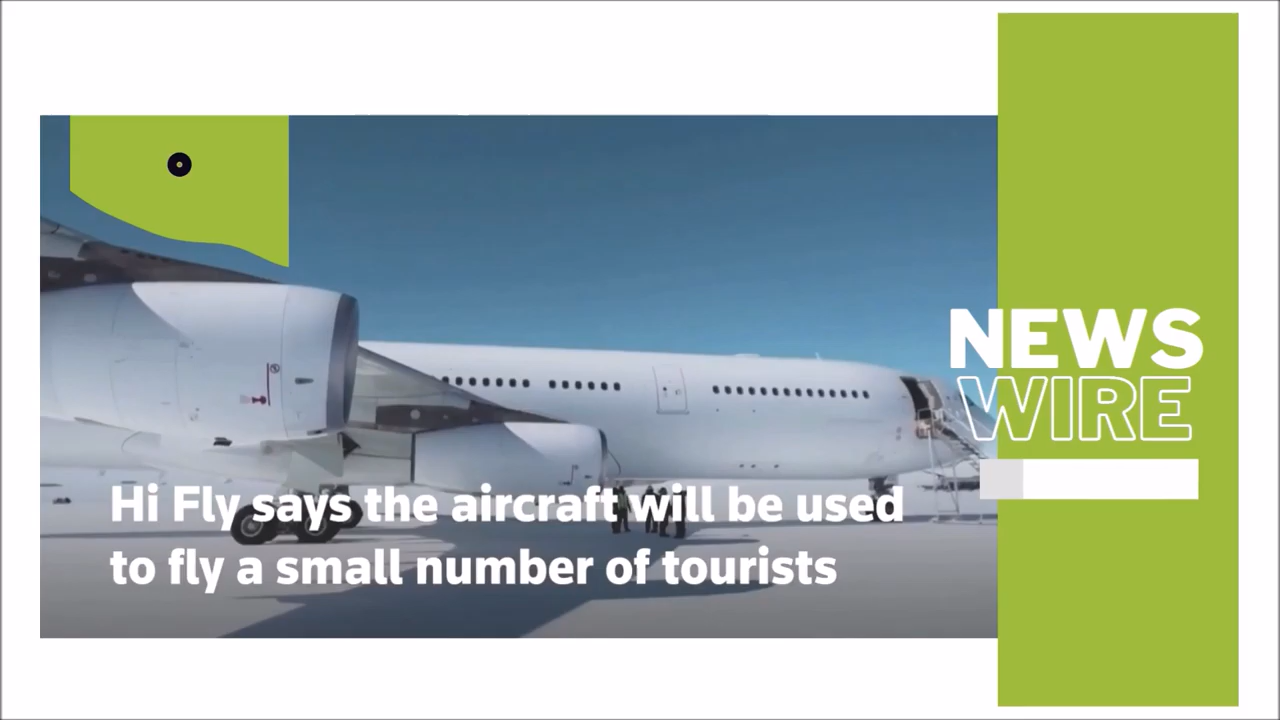 Hi Fly says the aircraft will be used
to fly a small number of tourists
NEWS
WIRE